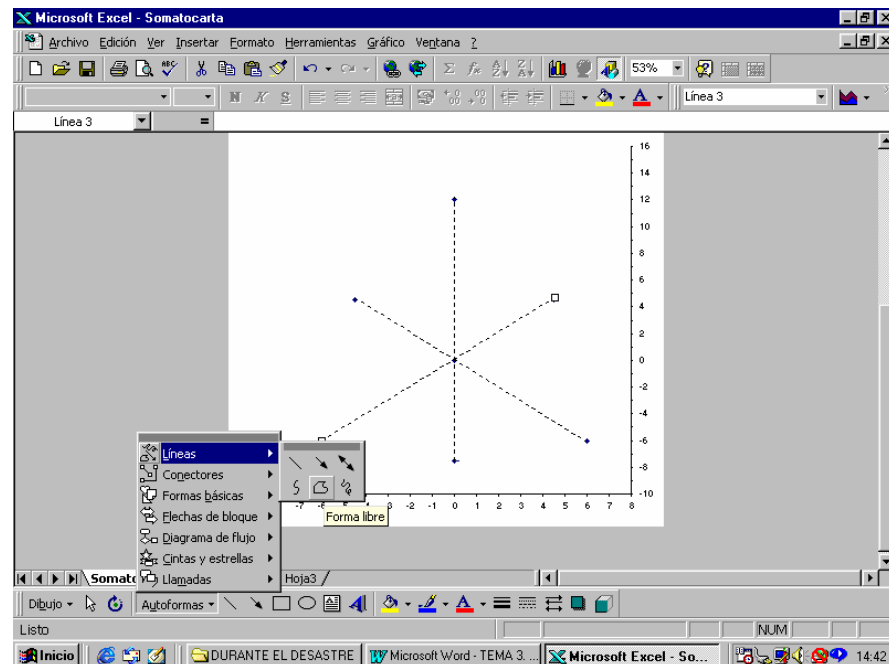 Microsoft Excel - Somatocarta
Archivo Edición Ver Insertar Formato Herramientas Gráfico Ventana ?
53%
N K S Línea 3
Línea 3 =
16
14
12
10
8
6
4
2
0
-2
-4
-6
-8
-10
-7 -6 -3 -2 -1 0 1 2 3 4 5 6 7 8
Líneas
Conectores
Formas básicas
Flechas de bloque
Diagrama de flujo
Cintas y estrellas
Llamadas
Forma libre
Somato Hoja3
Dibujo Autoformas
Listo NUM
Inicio DURANTE EL DESASTRE Microsoft Word - TEMA 3. ... Microsoft Excel - So... 14:42